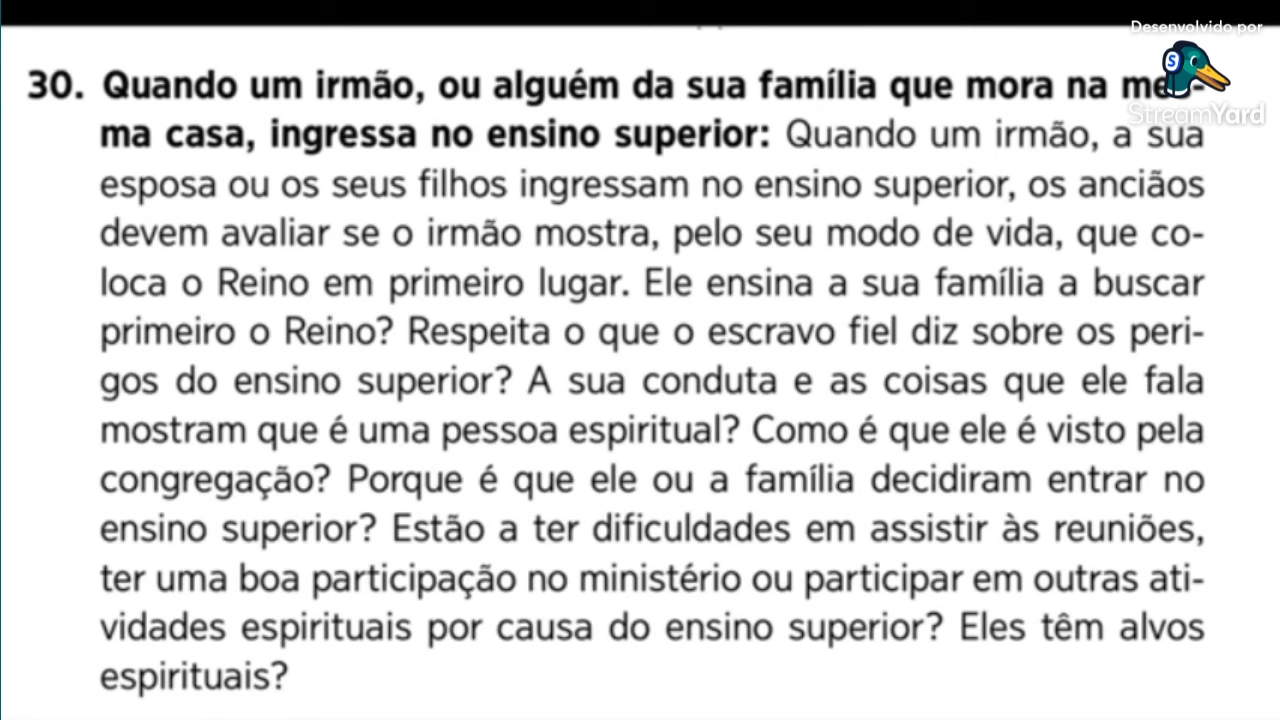 Desenvolvido por
StreamYard
30. Quando um irmão, ou alguém da sua família que mora na mes-
ma casa, ingressa no ensino superior: Quando um irmão, a sua
esposa ou os seus filhos ingressam no ensino superior, os anciãos
devem avaliar se o irmão mostra, pelo seu modo de vida, que co-
loca o Reino em primeiro lugar. Ele ensina a sua família a buscar
primeiro o Reino? Respeita o que o escravo fiel diz sobre os peri-
gos do ensino superior? A sua conduta e as coisas que ele fala
mostram que é uma pessoa espiritual? Como é que ele é visto pela
congregação? Porque é que ele ou a família decidiram entrar no
ensino superior? Estão a ter dificuldades em assistir às reuniões,
ter uma boa participação no ministério ou participar em outras ati-
vidades espirituais por causa do ensino superior? Eles têm alvos
espirituais?